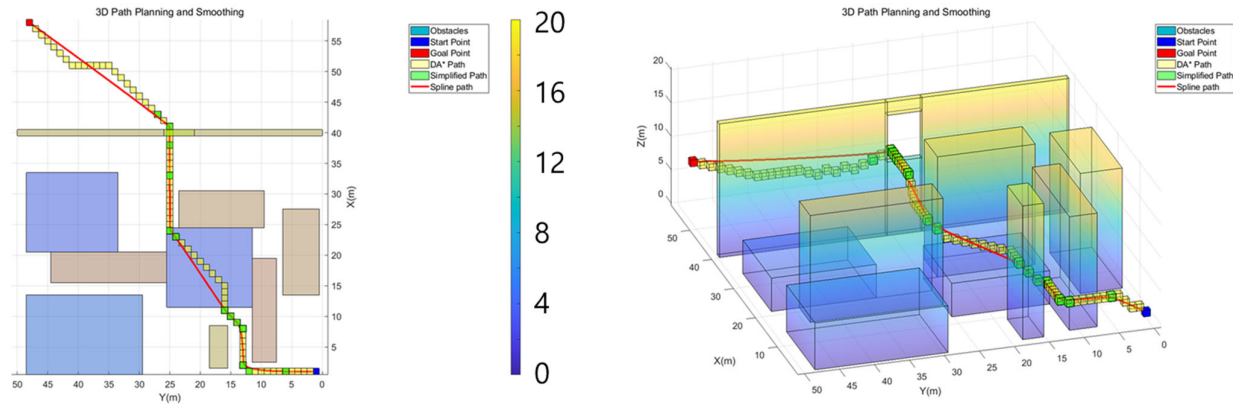 3D Path Planning and Smoothing
55
50
45
40
35
30
25
20
15
10
5
X(m)
50 45 40 35 30 25 20 15 10 5 0
Y(m)
Obstacles
Start Point
Goal Point
DA* Path
Simplified Path
Spline path
20
16
12
8
4
0
3D Path Planning and Smoothing
20
15
10
5
0
Z(m)
50
40
30
20
10
X(m)
50 45 40 35 30 25 20 15 10 5 0
Y(m)
Obstacles
Start Point
Goal Point
DA* Path
Simplified Path
Spline path